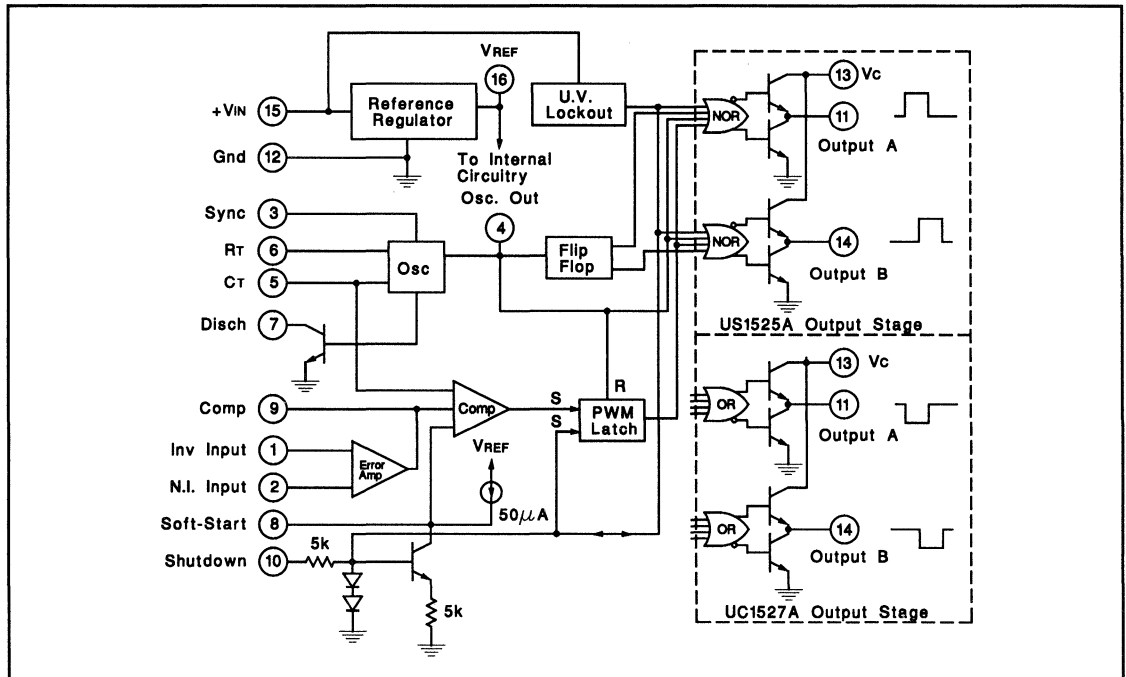 VREF
16
+VIN 15
Reference
Regulator
U.V.
Lockout
Gnd 12
To Internal
Circuitry
Osc. Out
4
Sync 3
RT 6
CT 5
Osc
Flip
Flop
Disch 7
Comp 9
Comp
S
S
R
PWM
Latch
Inv Input 1
N.I. Input 2
Error
Amp
VREF
50μA
Soft-Start 8
Shutdown 10
5k
5k
NOR
13 Vc
11
Output A
NOR
14
Output B
US1525A Output Stage
OR
13 Vc
11
Output A
OR
14
Output B
UC1527A Output Stage